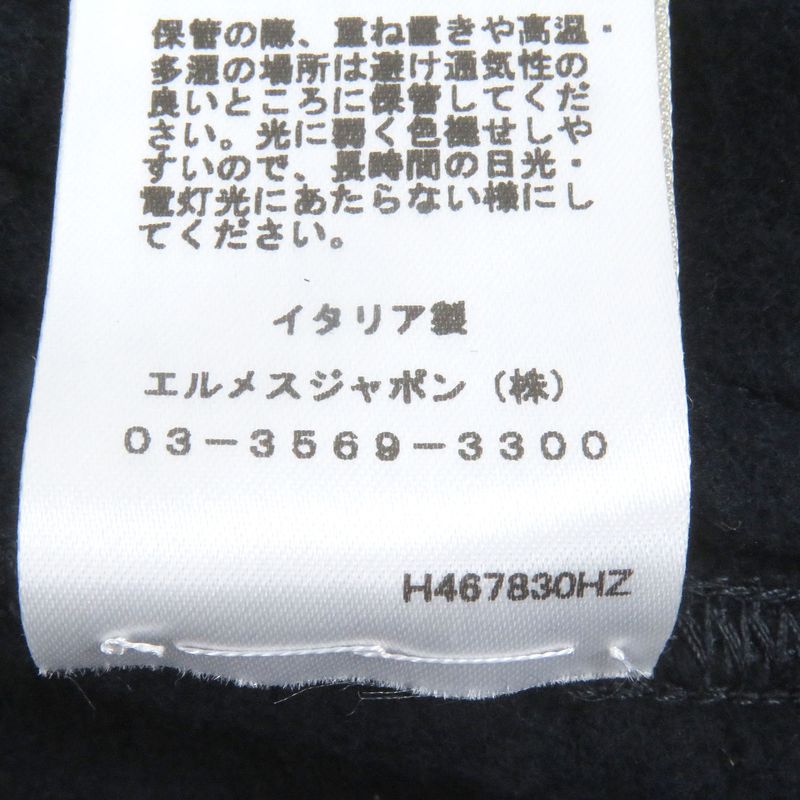 保管の際、重ね置きや高温・
多湿の場所は避け通気性の
良いところに保管してくだ
さい。光に弱く色褪せしや
すいので、長時間の日光・
電灯光にあたらない様にし
てください。
イタリア製
エルメスジャポン（株）
03-3569-3300
H467830HZ